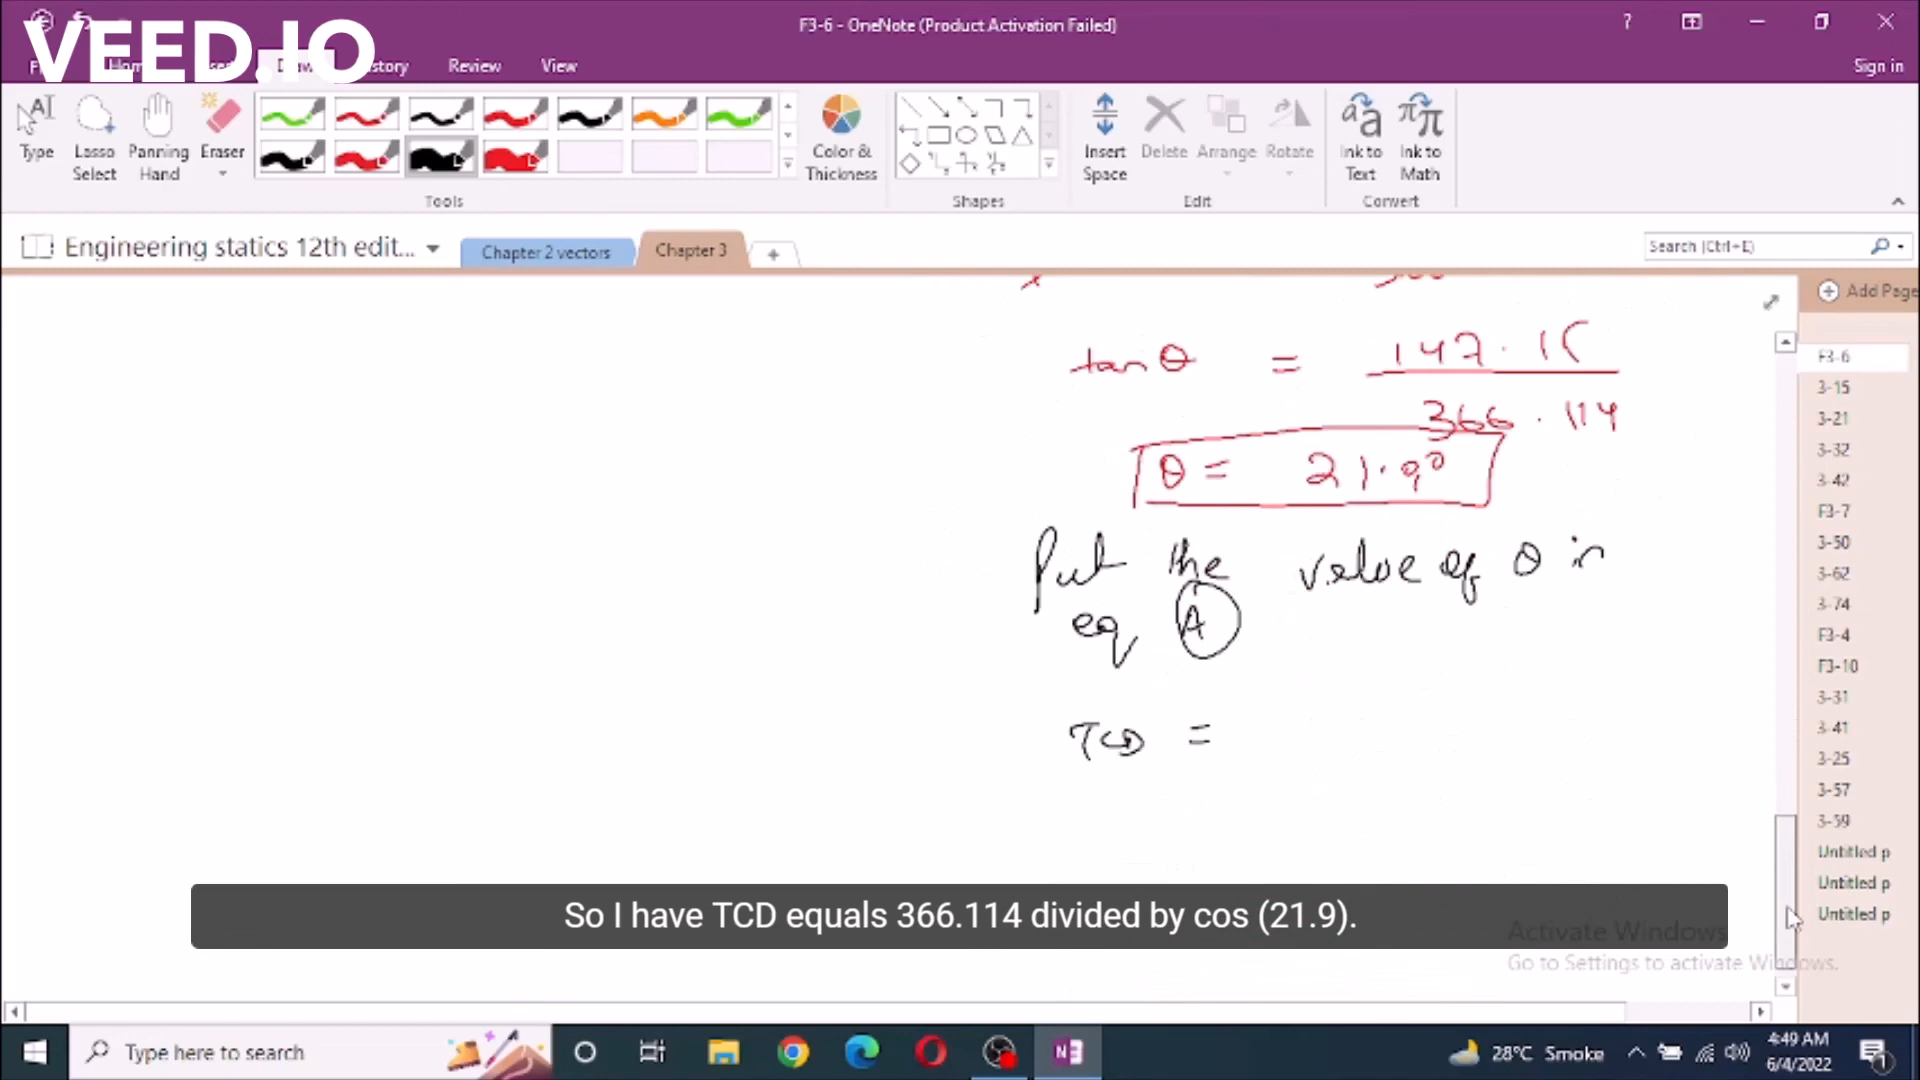 F3-6 - OneNote (Product Activation Failed)
?
VEED.IO
Review
View
Sign in
Type
Lasso Select
Panning Hand
Eraser
Color & Thickness
Insert Space
Delete
Arrange
Rotate
Ink to Text
Ink to Math
Tools
Shapes
Edit
Convert
Engineering statics 12th edit...
Chapter 2 vectors
Chapter 3
Search (Ctrl+E)
Add Page
tan θ = 147.15
366.114
θ = 21.9°
Put the value of θ in
eq A
TCD =
F3-6
3-15
3-21
3-32
3-42
F3-7
3-50
3-62
3-74
F3-4
F3-10
3-31
3-41
3-25
3-57
3-59
Untitled p
Untitled p
Untitled p
So I have TCD equals 366.114 divided by cos (21.9).
Activate Windows
Go to Settings to activate Windows.
Type here to search
28°C Smoke
4:49 AM
6/4/2022
1